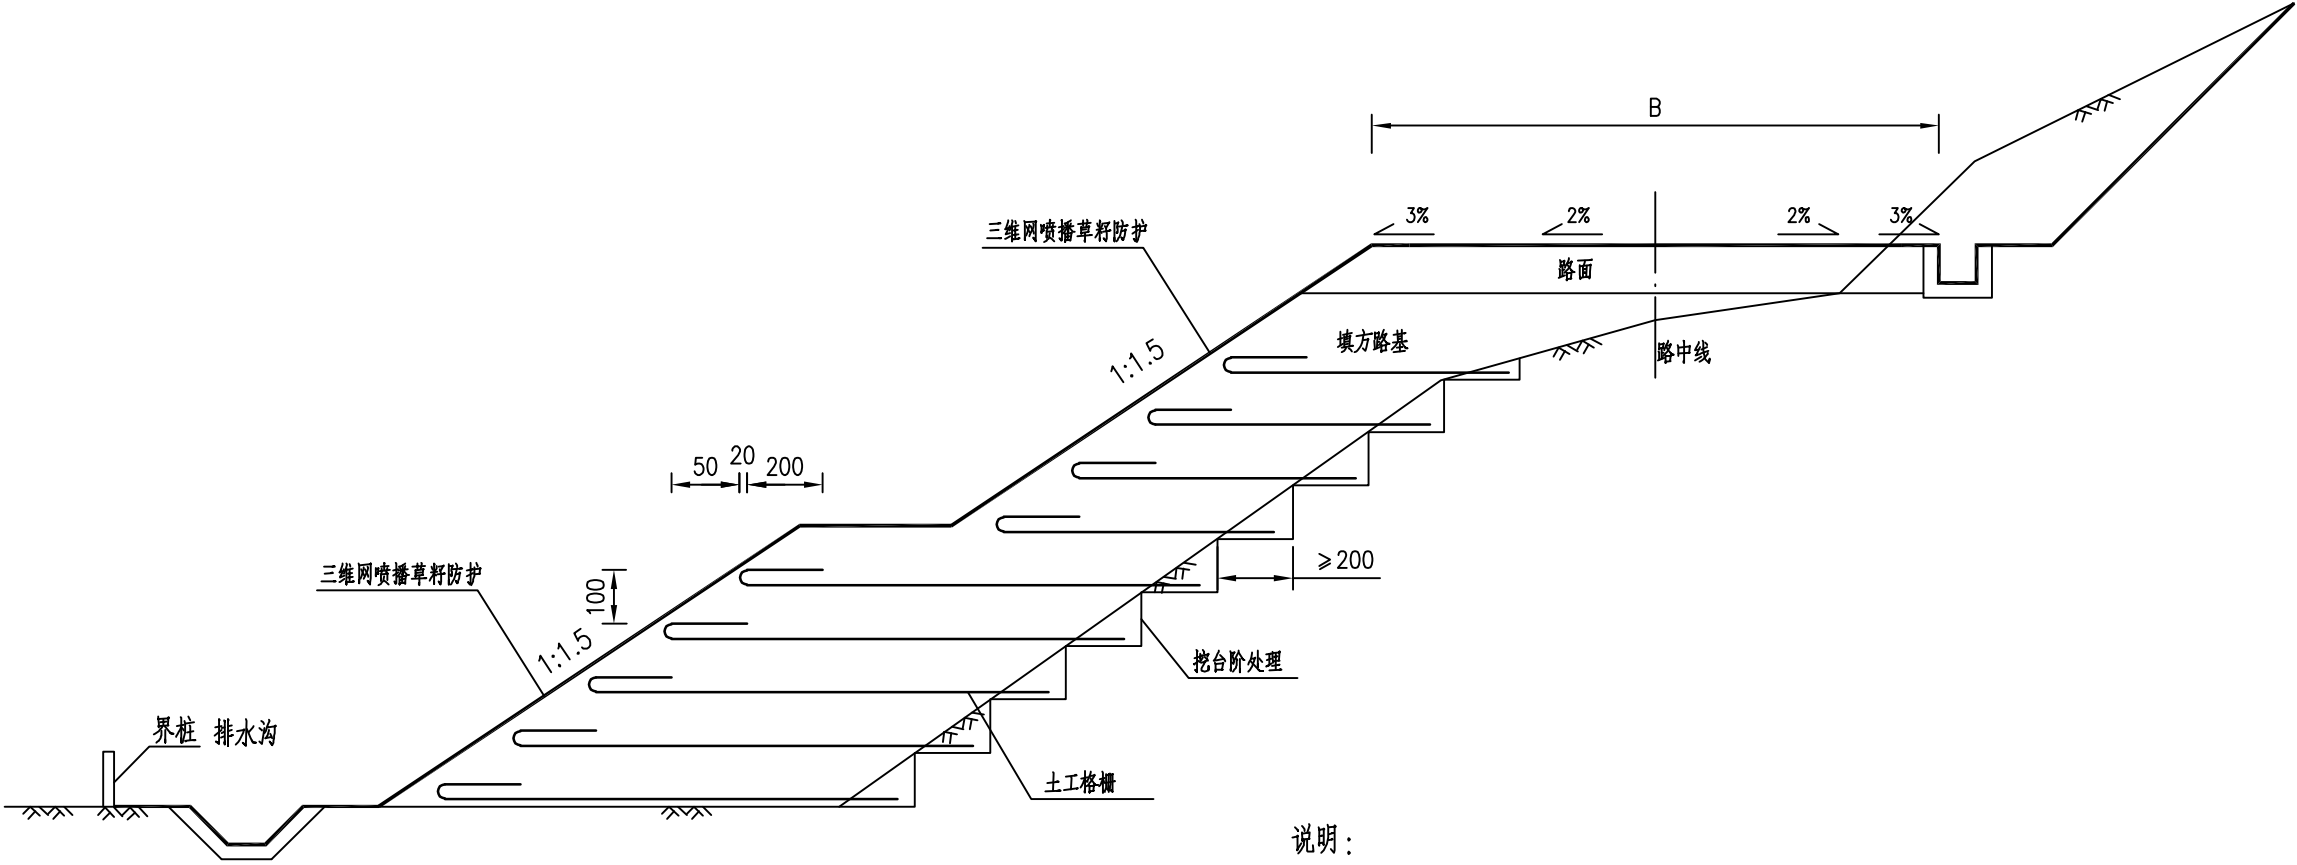 B
三维网喷播草籽防护
3%
2%
2%
3%
路面
填方路基
路中线
1:1.5
50
20
200
三维网喷播草籽防护
100
≥200
1:1.5
挖台阶处理
界桩
排水沟
土工格栅
说明：